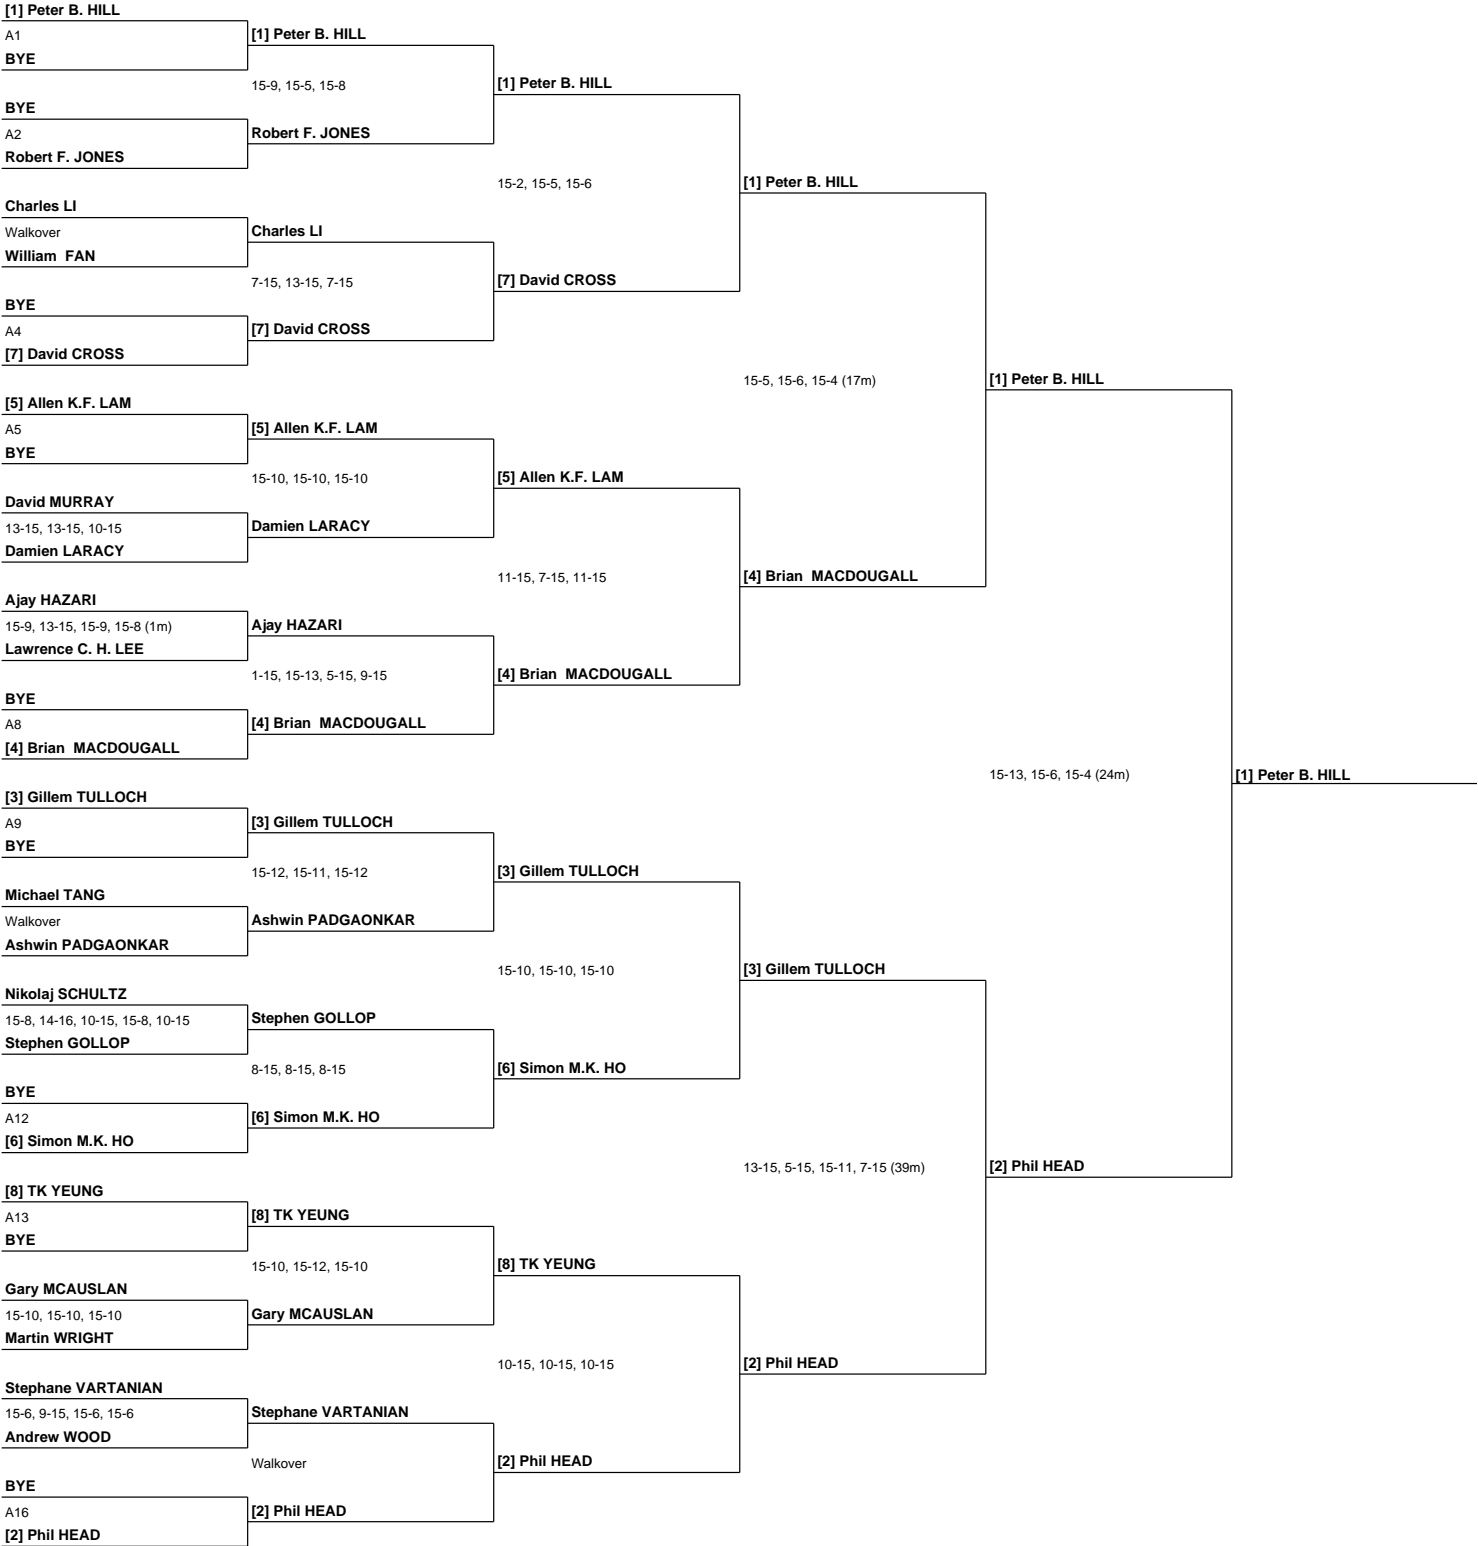 [1] Peter B. HILL
A1
BYE
BYE
A2
Robert F. JONES
Charles LI
Walkover
William FAN
BYE
A4
[7] David CROSS
[5] Allen K.F. LAM
A5
BYE
David MURRAY
13-15, 13-15, 10-15
Damien LARACY
Ajay HAZARI
15-9, 13-15, 15-9, 15-8 (1m)
Lawrence C. H. LEE
BYE
A8
[4] Brian MACDOUGALL
[3] Gillem TULLOCH
A9
BYE
Michael TANG
Walkover
Ashwin PADGAONKAR
Nikolaj SCHULTZ
15-8, 14-16, 10-15, 15-8, 10-15
Stephen GOLLOP
BYE
A12
[6] Simon M.K. HO
[8] TK YEUNG
A13
BYE
Gary MCAUSLAN
15-10, 15-10, 15-10
Martin WRIGHT
Stephane VARTANIAN
15-6, 9-15, 15-6, 15-6
Andrew WOOD
BYE
A16
[2] Phil HEAD
[1] Peter B. HILL
15-9, 15-5, 15-8
Robert F. JONES
Charles LI
7-15, 13-15, 7-15
[7] David CROSS
[5] Allen K.F. LAM
15-10, 15-10, 15-10
Damien LARACY
Ajay HAZARI
1-15, 15-13, 5-15, 9-15
[4] Brian MACDOUGALL
[3] Gillem TULLOCH
15-12, 15-11, 15-12
Ashwin PADGAONKAR
Stephen GOLLOP
8-15, 8-15, 8-15
[6] Simon M.K. HO
[8] TK YEUNG
15-10, 15-12, 15-10
Gary MCAUSLAN
Stephane VARTANIAN
Walkover
[2] Phil HEAD
[1] Peter B. HILL
15-2, 15-5, 15-6
[7] David CROSS
[5] Allen K.F. LAM
11-15, 7-15, 11-15
[4] Brian MACDOUGALL
[3] Gillem TULLOCH
15-10, 15-10, 15-10
[6] Simon M.K. HO
[8] TK YEUNG
10-15, 10-15, 10-15
[2] Phil HEAD
[1] Peter B. HILL
15-5, 15-6, 15-4 (17m)
[4] Brian MACDOUGALL
[3] Gillem TULLOCH
13-15, 5-15, 15-11, 7-15 (39m)
[2] Phil HEAD
[1] Peter B. HILL
15-13, 15-6, 15-4 (24m)
[2] Phil HEAD
[1] Peter B. HILL